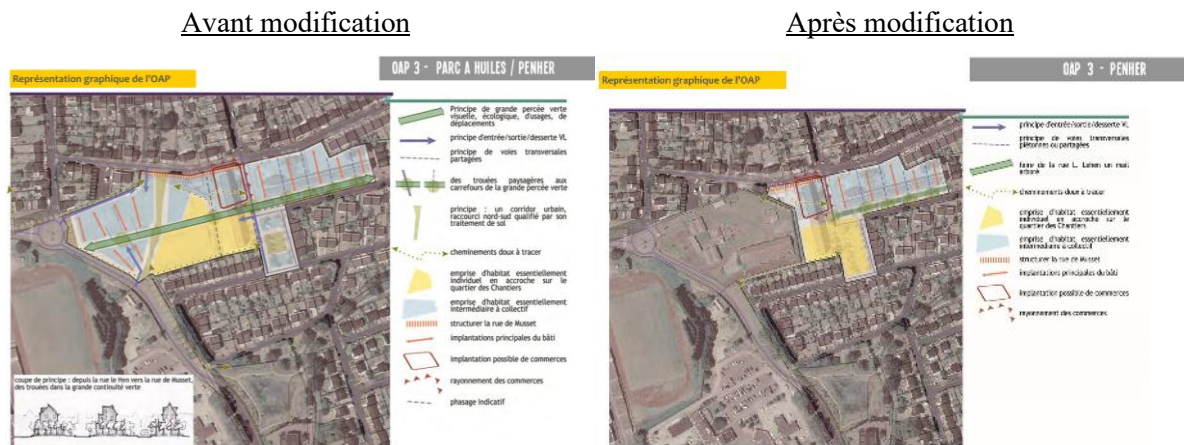 Avant modification
Après modification
Représentation graphique de l'OAP
OAP 3 - PARC A HUILES / PENHER
Principe de grande percée verte
visuelle, écologique, d'usages, de
déplacements
principe d'entrée/sortie/desserte VL
principe de voies transversales
partagées
des trouées paysagères aux
carrefours de la grande percée verte
principe : un corridor urbain,
raccourci nord-sud qualifié par son
traitement de sol
cheminements doux à tracer
emprise d'habitat essentiellement
individuel en accroche sur le
quartier des Chantiers
emprise d'habitat essentiellement
intermédiaire à collectif
structurer la rue de Musset
implantations principales du bâti
implantation possible de commerces
rayonnement des commerces
phasage indicatif
coupe de principe : depuis la rue le Hen vers la rue de Musset,
des trouées dans la grande continuité verte
Représentation graphique de l'OAP
OAP 3 - PENHER
principe d'entrée/sortie/desserte VL
principe de voies transversales
piétonnes ou partagées
faire de la rue L. Lehen un mail
arboré
cheminements doux à tracer
emprise d'habitat essentiellement
individuel en accroche sur le
quartier des Chantiers
emprise d'habitat essentiellement
intermédiaire à collectif
structurer la rue de Musset
implantations principales du bâti
implantation possible de commerces
rayonnement des commerces